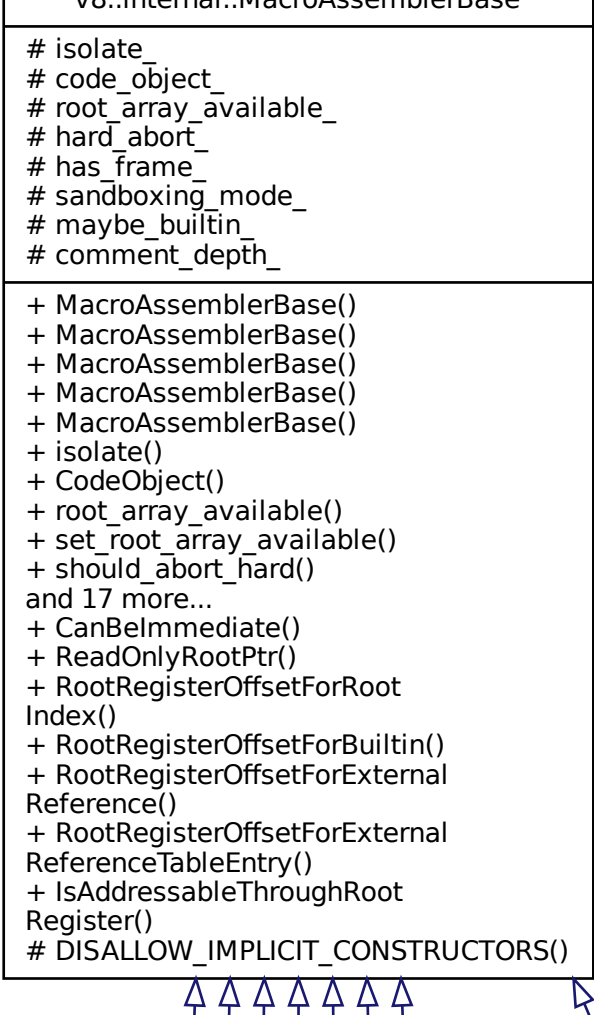 v8::internal::MacroAssemblerBase
# isolate_
# code_object_
# root_array_available_
# hard_abort_
# has_frame_
# sandboxing_mode_
# maybe_builtin_
# comment_depth_
+ MacroAssemblerBase()
+ MacroAssemblerBase()
+ MacroAssemblerBase()
+ MacroAssemblerBase()
+ MacroAssemblerBase()
+ isolate()
+ CodeObject()
+ root_array_available()
+ set_root_array_available()
+ should_abort_hard()
and 17 more...
+ CanBeImmediate()
+ ReadOnlyRootPtr()
+ RootRegisterOffsetForRoot
Index()
+ RootRegisterOffsetForBuiltin()
+ RootRegisterOffsetForExternal
Reference()
+ RootRegisterOffsetForExternal
ReferenceTableEntry()
+ IsAddressableThroughRoot
Register()
# DISALLOW_IMPLICIT_CONSTRUCTORS()